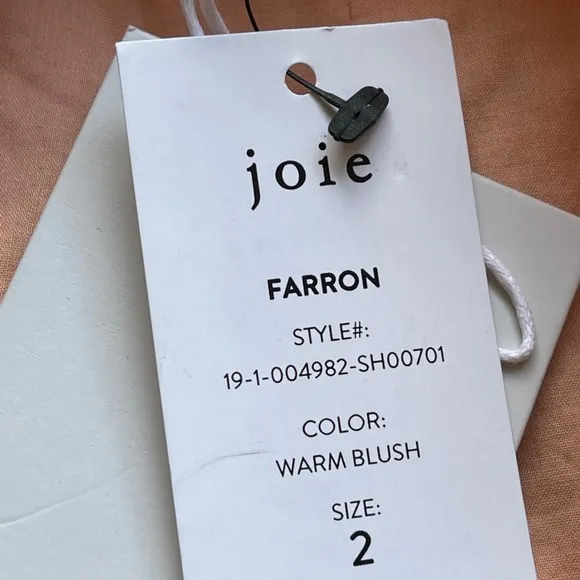 joie
FARRON
STYLE#:
19-1-004982-SH00701
COLOR:
WARM BLUSH
SIZE:
2